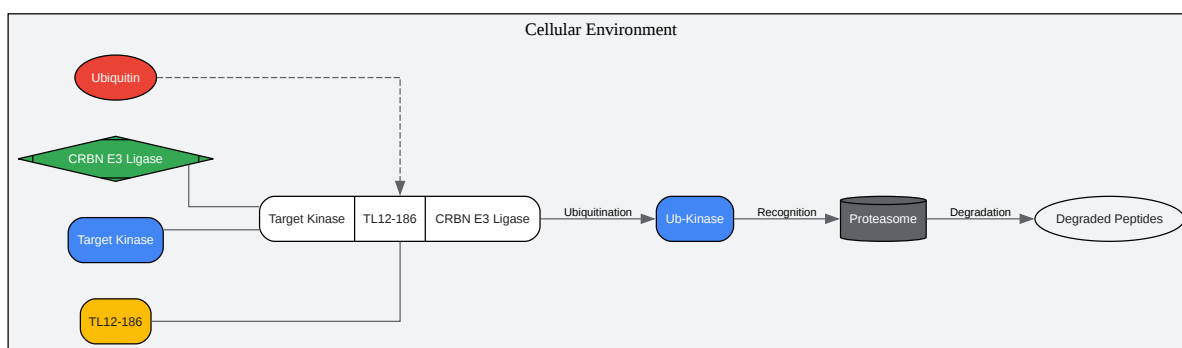 Cellular Environment
Ubiquitin
CRBN E3 Ligase
Target Kinase
TL12-186
Target Kinase TL12-186 CRBN E3 Ligase
Ubiquitination
Ub-Kinase
Recognition
Proteasome
Degradation
Degraded Peptides